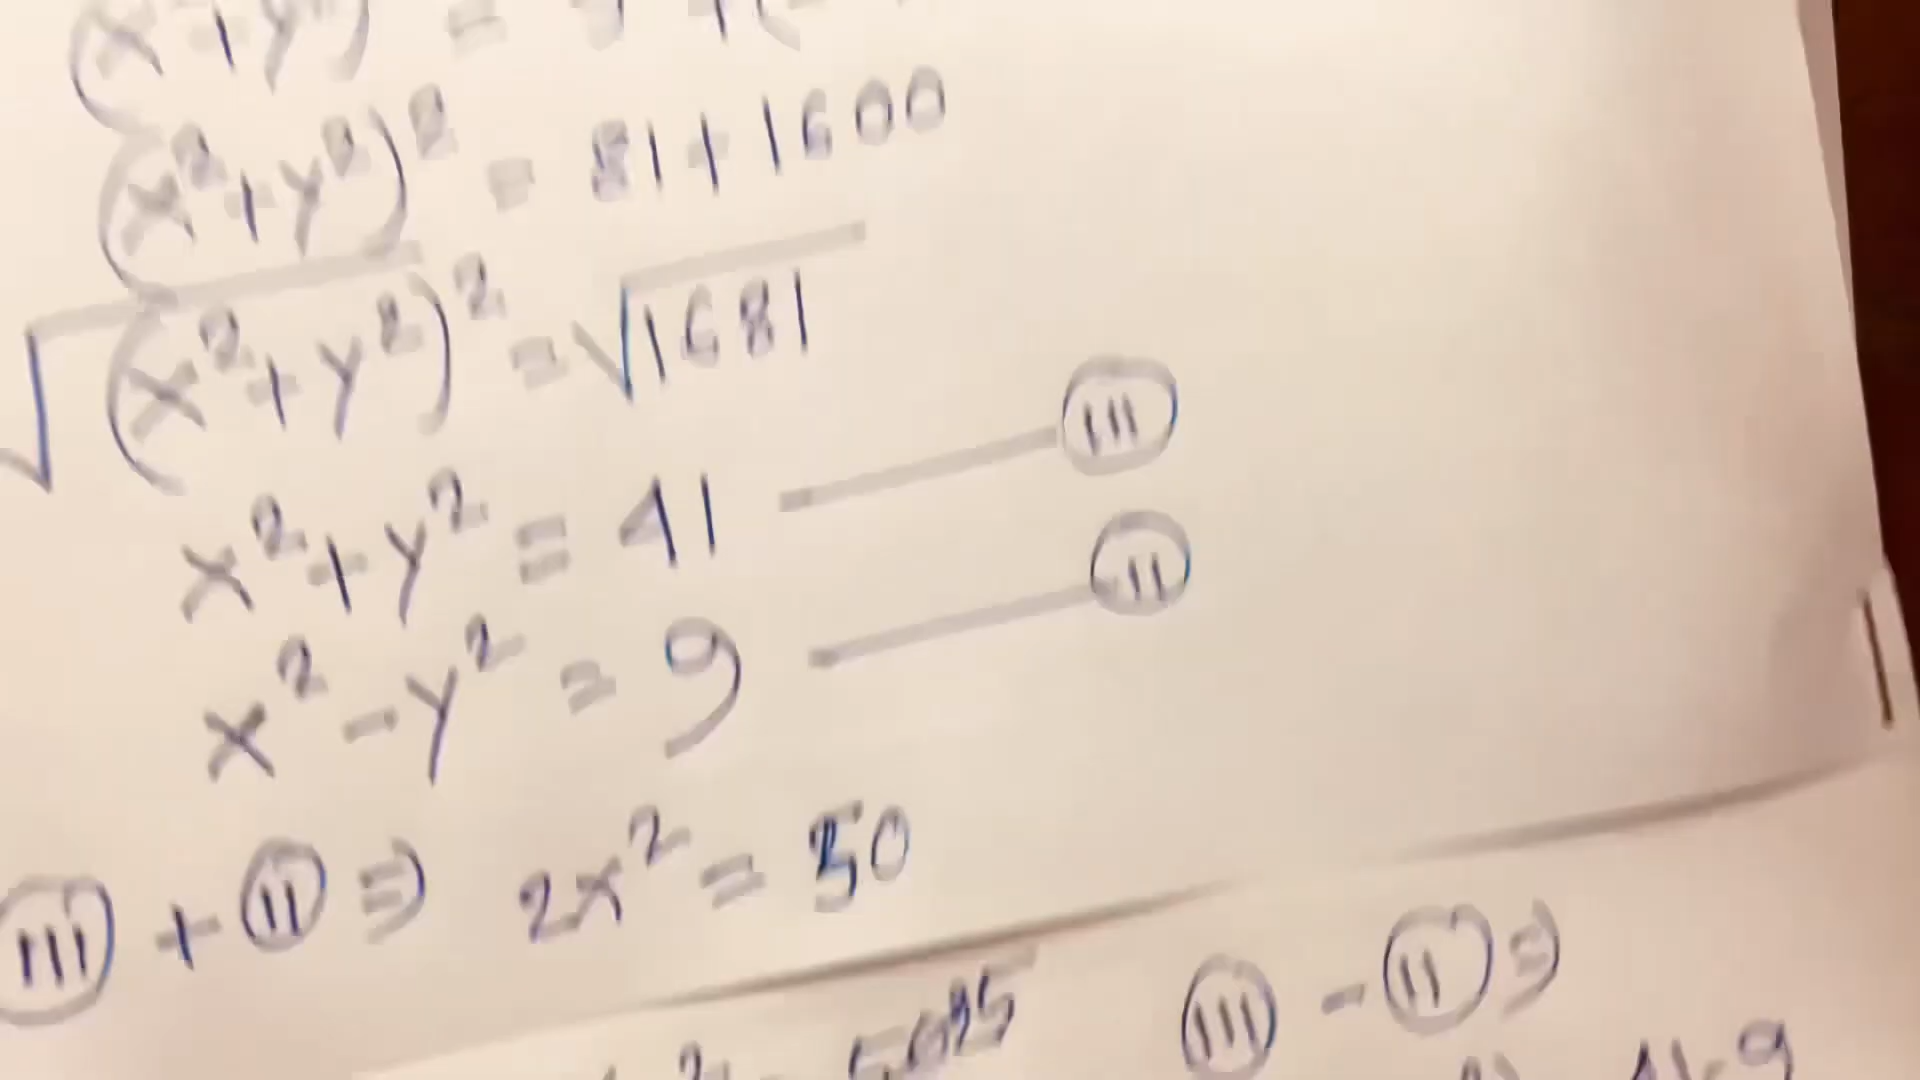 (x²+y²)² = 81+1600
√(x²+y²)² = √1681
x²+y² = 41 — (III)
x²-y² = 9 — (II)
(III) + (II) ⇒ 2x² = 50
(III) - (II) ⇒